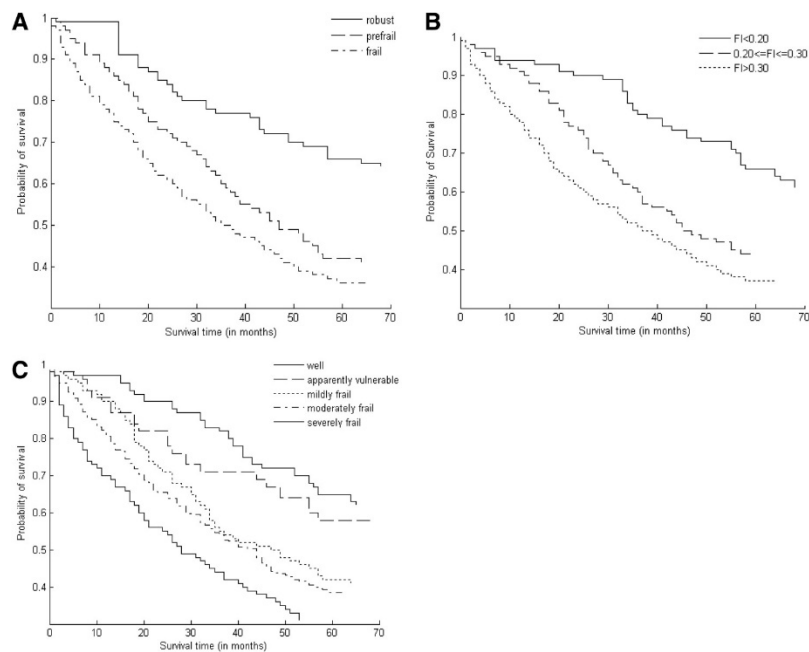 A
robust
prefrail
frail
1
0.9
0.8
0.7
0.6
0.5
0.4
Probability of survival
0
10
20
30
40
50
60
70
Survival time (in months)
B
FI<0.20
0.20<=FI<=0.30
FI>0.30
1
0.9
0.8
0.7
0.6
0.5
0.4
Probability of Survival
0
10
20
30
40
50
60
70
Survival time (in months)
C
well
apparently vulnerable
mildly frail
moderately frail
severely frail
1
0.9
0.8
0.7
0.6
0.5
0.4
Probability of survival
0
10
20
30
40
50
60
70
Survival time (in months)